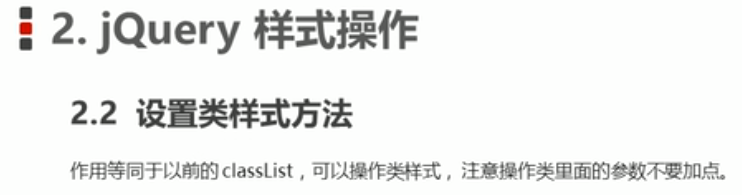 2. jQuery 样式操作
2.2 设置类样式方法
作用等同于以前的 classList，可以操作类样式， 注意操作类里面的参数不要加点。